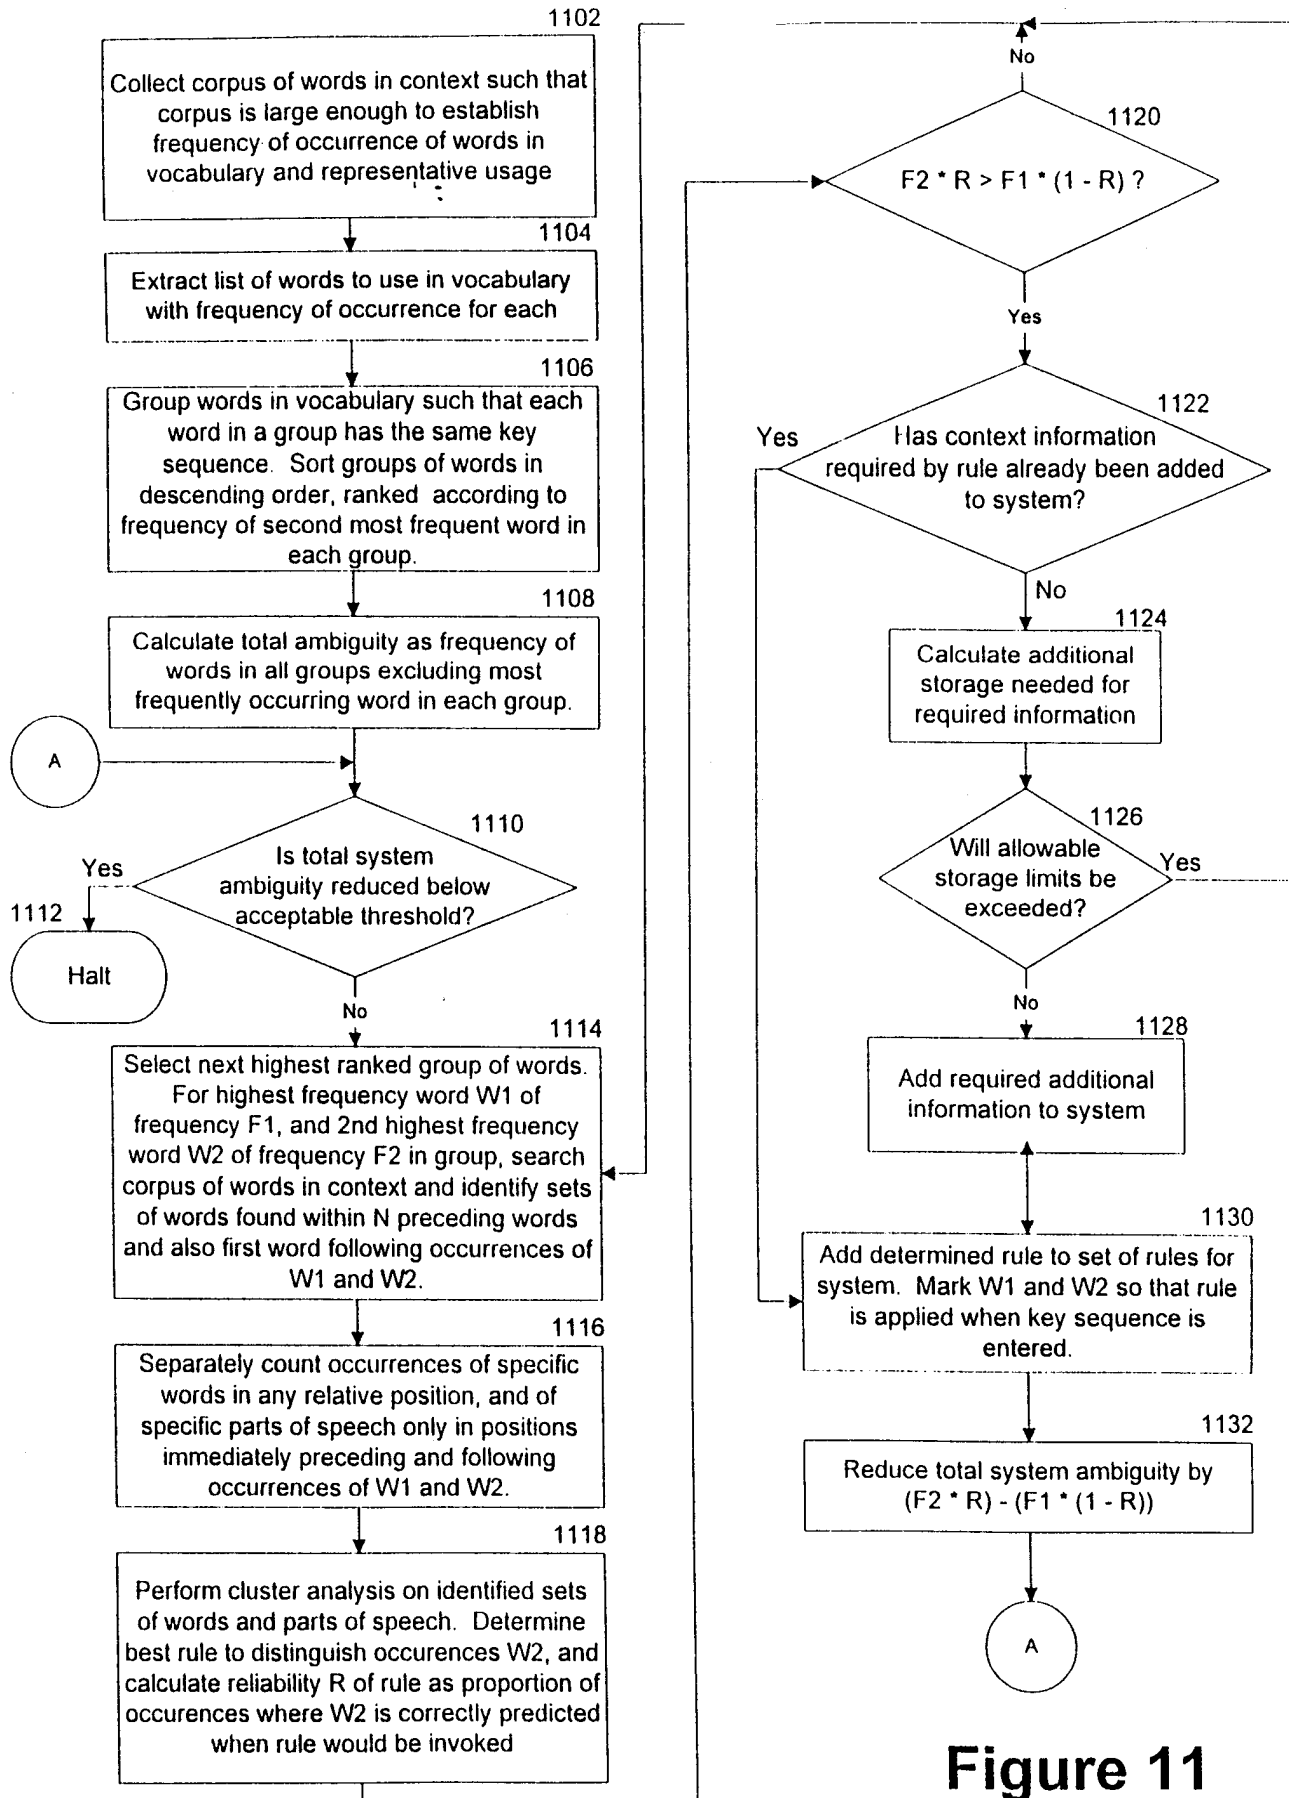 1102
Collect corpus of words in context such that
corpus is large enough to establish
frequency of occurrence of words in
vocabulary and representative usage
1104
Extract list of words to use in vocabulary
with frequency of occurrence for each
1106
Group words in vocabulary such that each
word in a group has the same key
sequence. Sort groups of words in
descending order, ranked according to
frequency of second most frequent word in
each group.
1108
Calculate total ambiguity as frequency of
words in all groups excluding most
frequently occurring word in each group.
A
1110
Is total system
ambiguity reduced below
acceptable threshold?
Yes
1112
Halt
No
1114
Select next highest ranked group of words.
For highest frequency word W1 of
frequency F1, and 2nd highest frequency
word W2 of frequency F2 in group, search
corpus of words in context and identify sets
of words found within N preceding words
and also first word following occurrences of
W1 and W2.
1116
Separately count occurrences of specific
words in any relative position, and of
specific parts of speech only in positions
immediately preceding and following
occurrences of W1 and W2.
1118
Perform cluster analysis on identified sets
of words and parts of speech. Determine
best rule to distinguish occurences W2, and
calculate reliability R of rule as proportion of
occurences where W2 is correctly predicted
when rule would be invoked
No
1120
F2 * R > F1 * (1 - R) ?
Yes
1122
Yes
Has context information
required by rule already been added
to system?
No
1124
Calculate additional
storage needed for
required information
1126
Will allowable
storage limits be
exceeded?
Yes
No
1128
Add required additional
information to system
1130
Add determined rule to set of rules for
system. Mark W1 and W2 so that rule
is applied when key sequence is
entered.
1132
Reduce total system ambiguity by
(F2 * R) - (F1 * (1 - R))
A
Figure 11